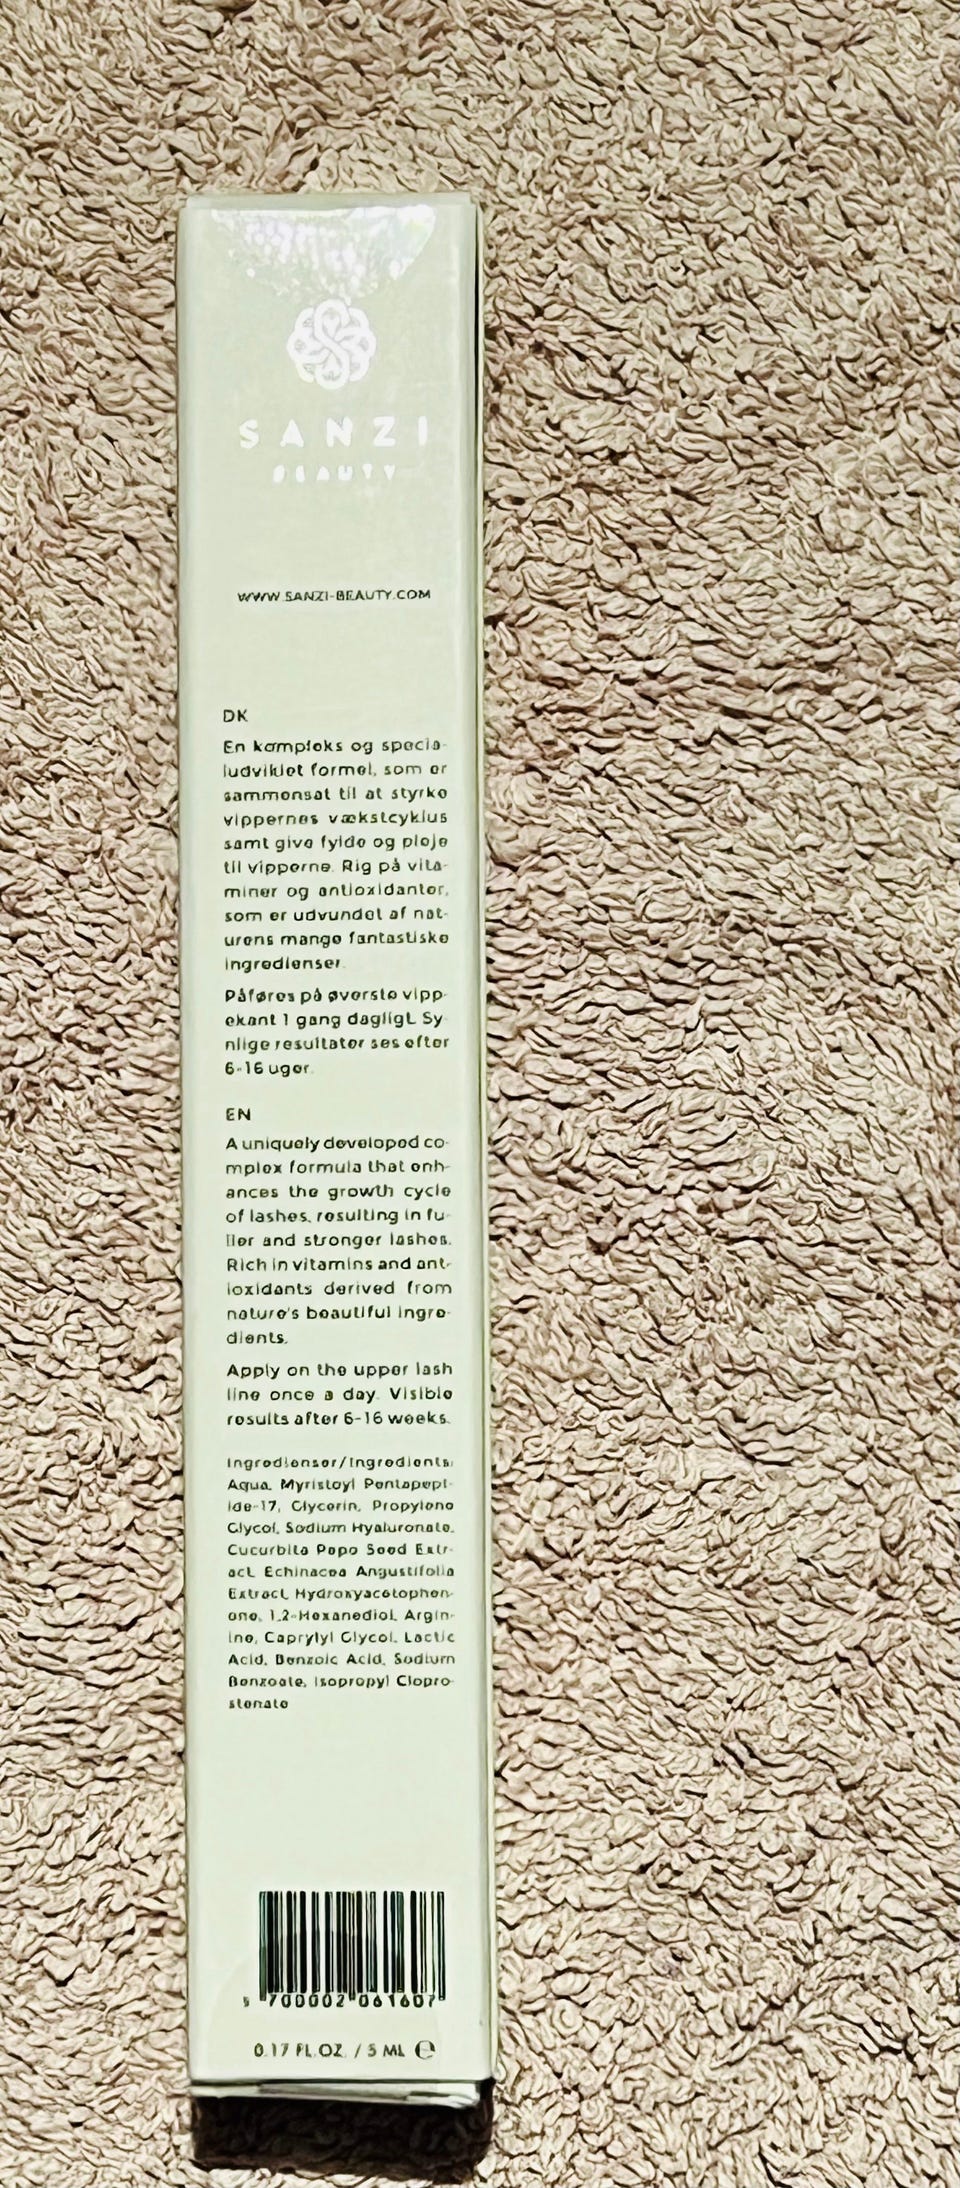 SANZI
BEAUTY
WWW.SANZI-BEAUTY.COM
DK
En kompleks og specia-
ludviklet formel, som er
sammensat til at styrke
vippernes vækstcyklus
samt give fylde og pleje
til vipperne. Rig på vita-
miner og antioxidanter,
som er udvundet af nat-
urens mange fantastiske
ingredienser.
Påføres på øverste vipp-
ekant 1 gang dagligt. Sy-
nlige resultater ses efter
6-16 uger.
EN
A uniquely developed co-
mplex formula that enh-
ances the growth cycle
of lashes, resulting in fu-
ller and stronger lashes.
Rich in vitamins and ant-
ioxidants derived from
nature's beautiful ingre-
dients.
Apply on the upper lash
line once a day. Visible
results after 6-16 weeks.
Ingredienser/Ingredients:
Aqua, Myristoyl Pentapept-
ide-17, Glycerin, Propylene
Glycol, Sodium Hyaluronate,
Cucurbita Pepo Seed Extr-
act, Echinacea Angustifolia
Extract, Hydroxyacetophen-
one, 1,2-Hexanediol, Argin-
ine, Caprylyl Glycol, Lactic
Acid, Benzoic Acid, Sodium
Benzoate, Isopropyl Clopro-
stenate
5 700002 061607
0.17 FL.OZ. / 5 ML ℮